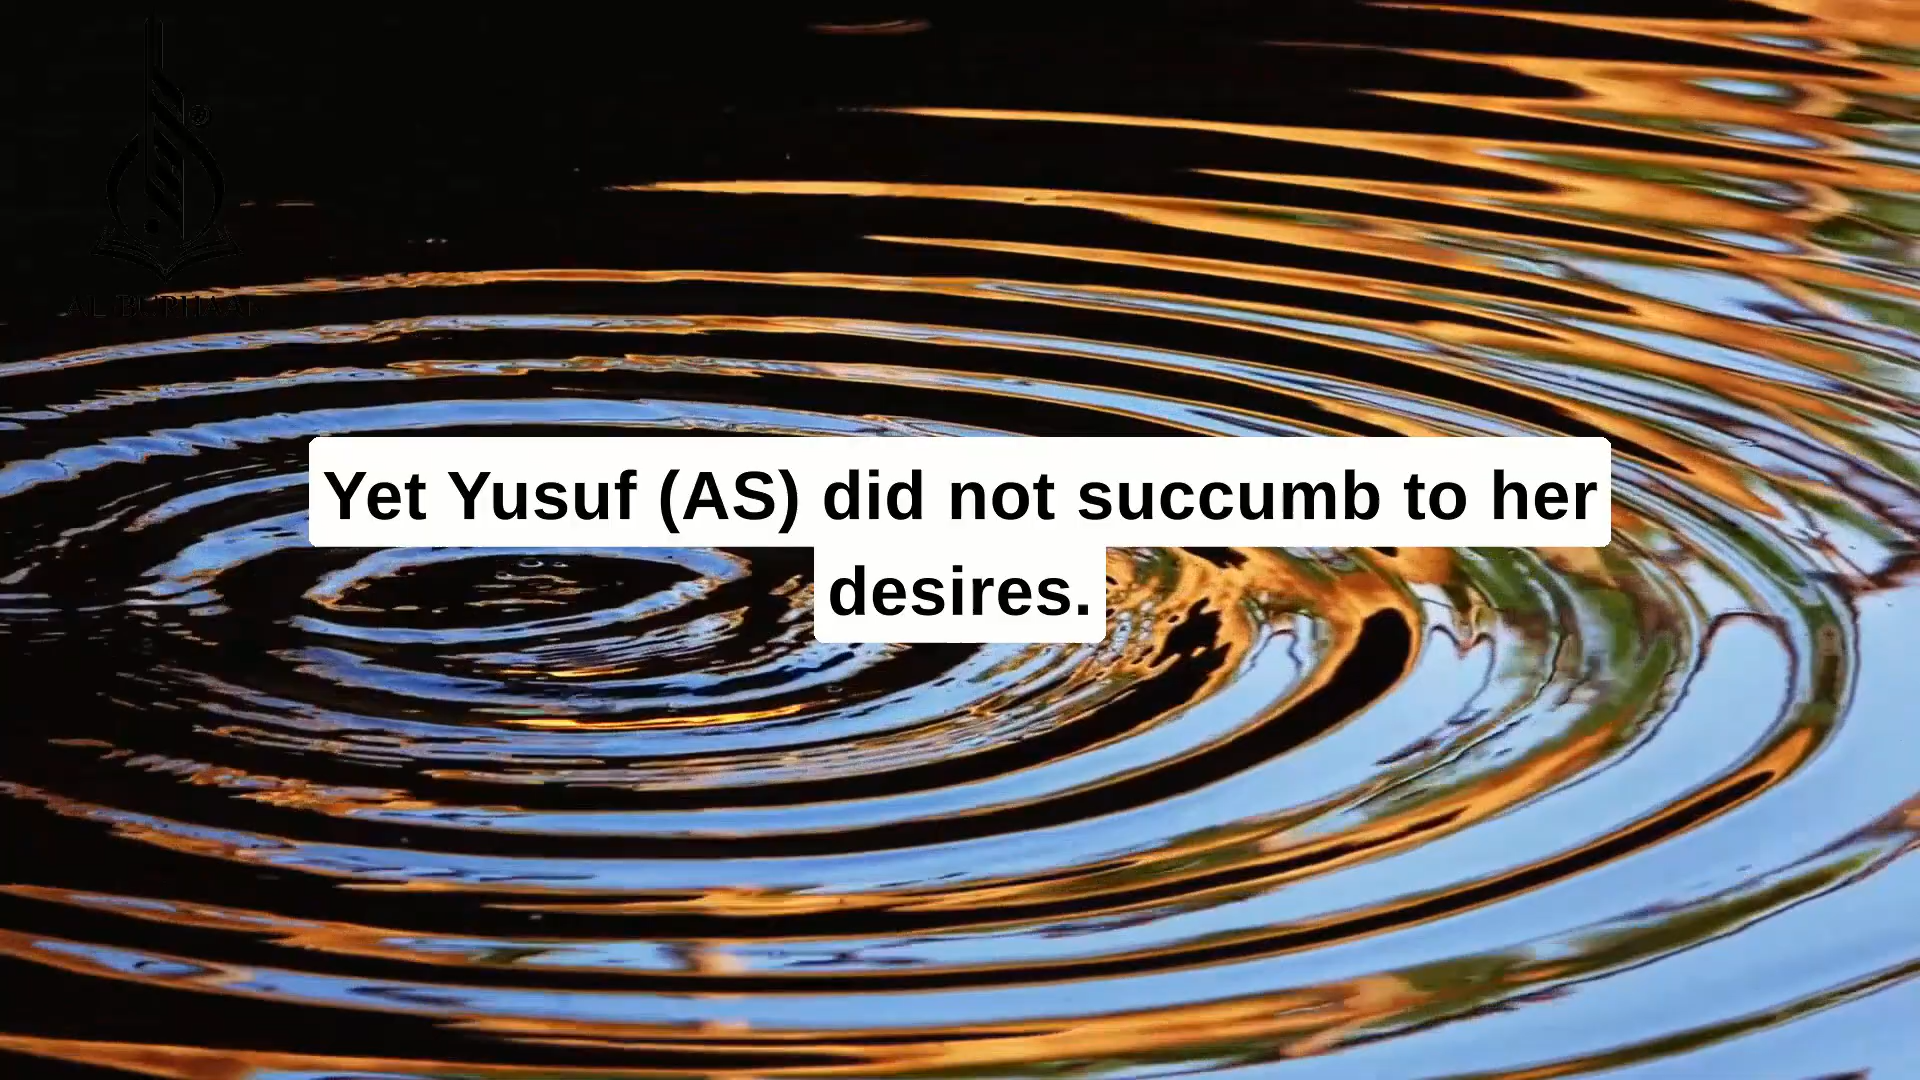 Yet Yusuf (AS) did not succumb to her
desires.